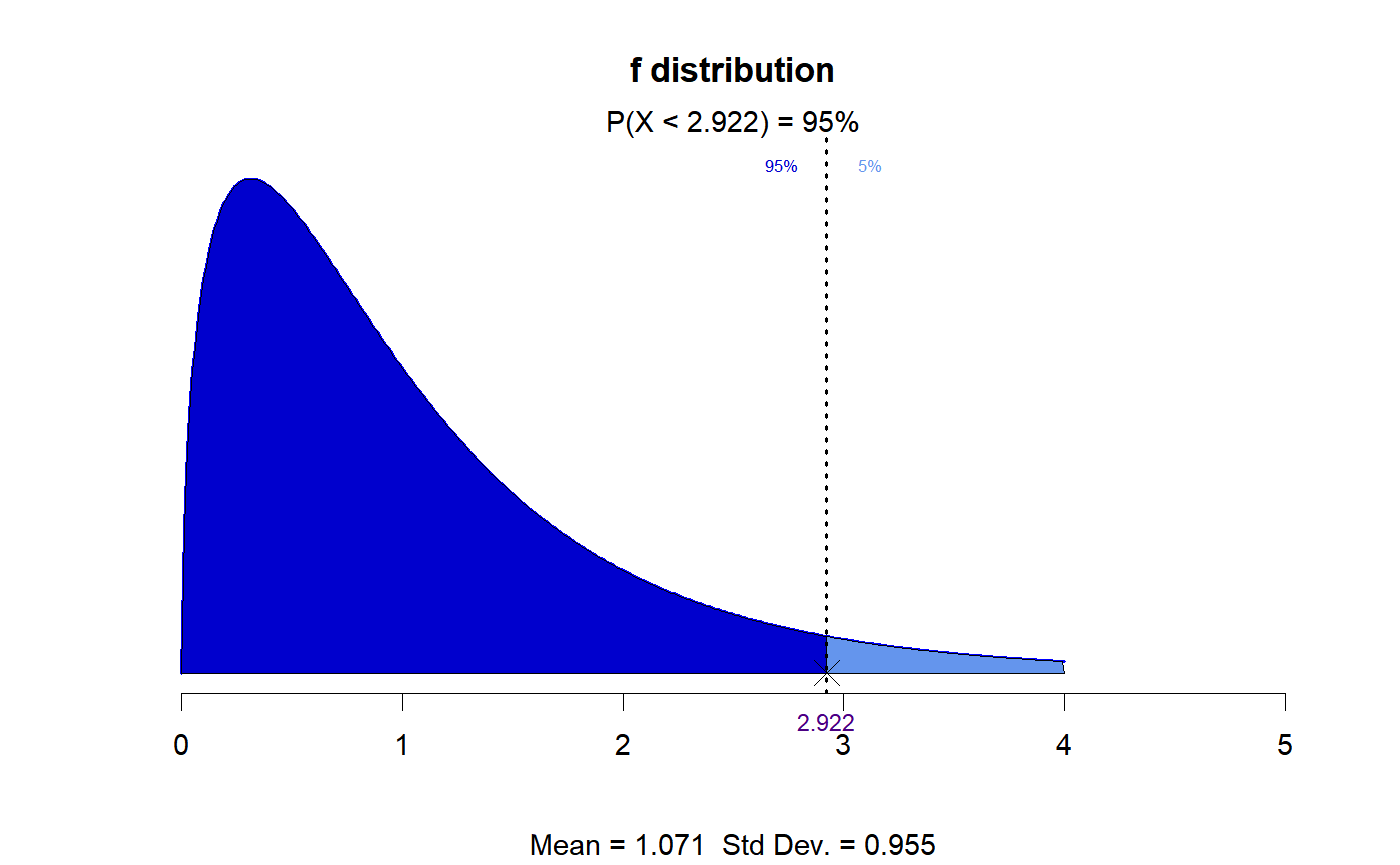 f distribution
P(X < 2.922) = 95%
95% 5%
2.922
0 1 2 3 4 5
Mean = 1.071  Std Dev. = 0.955